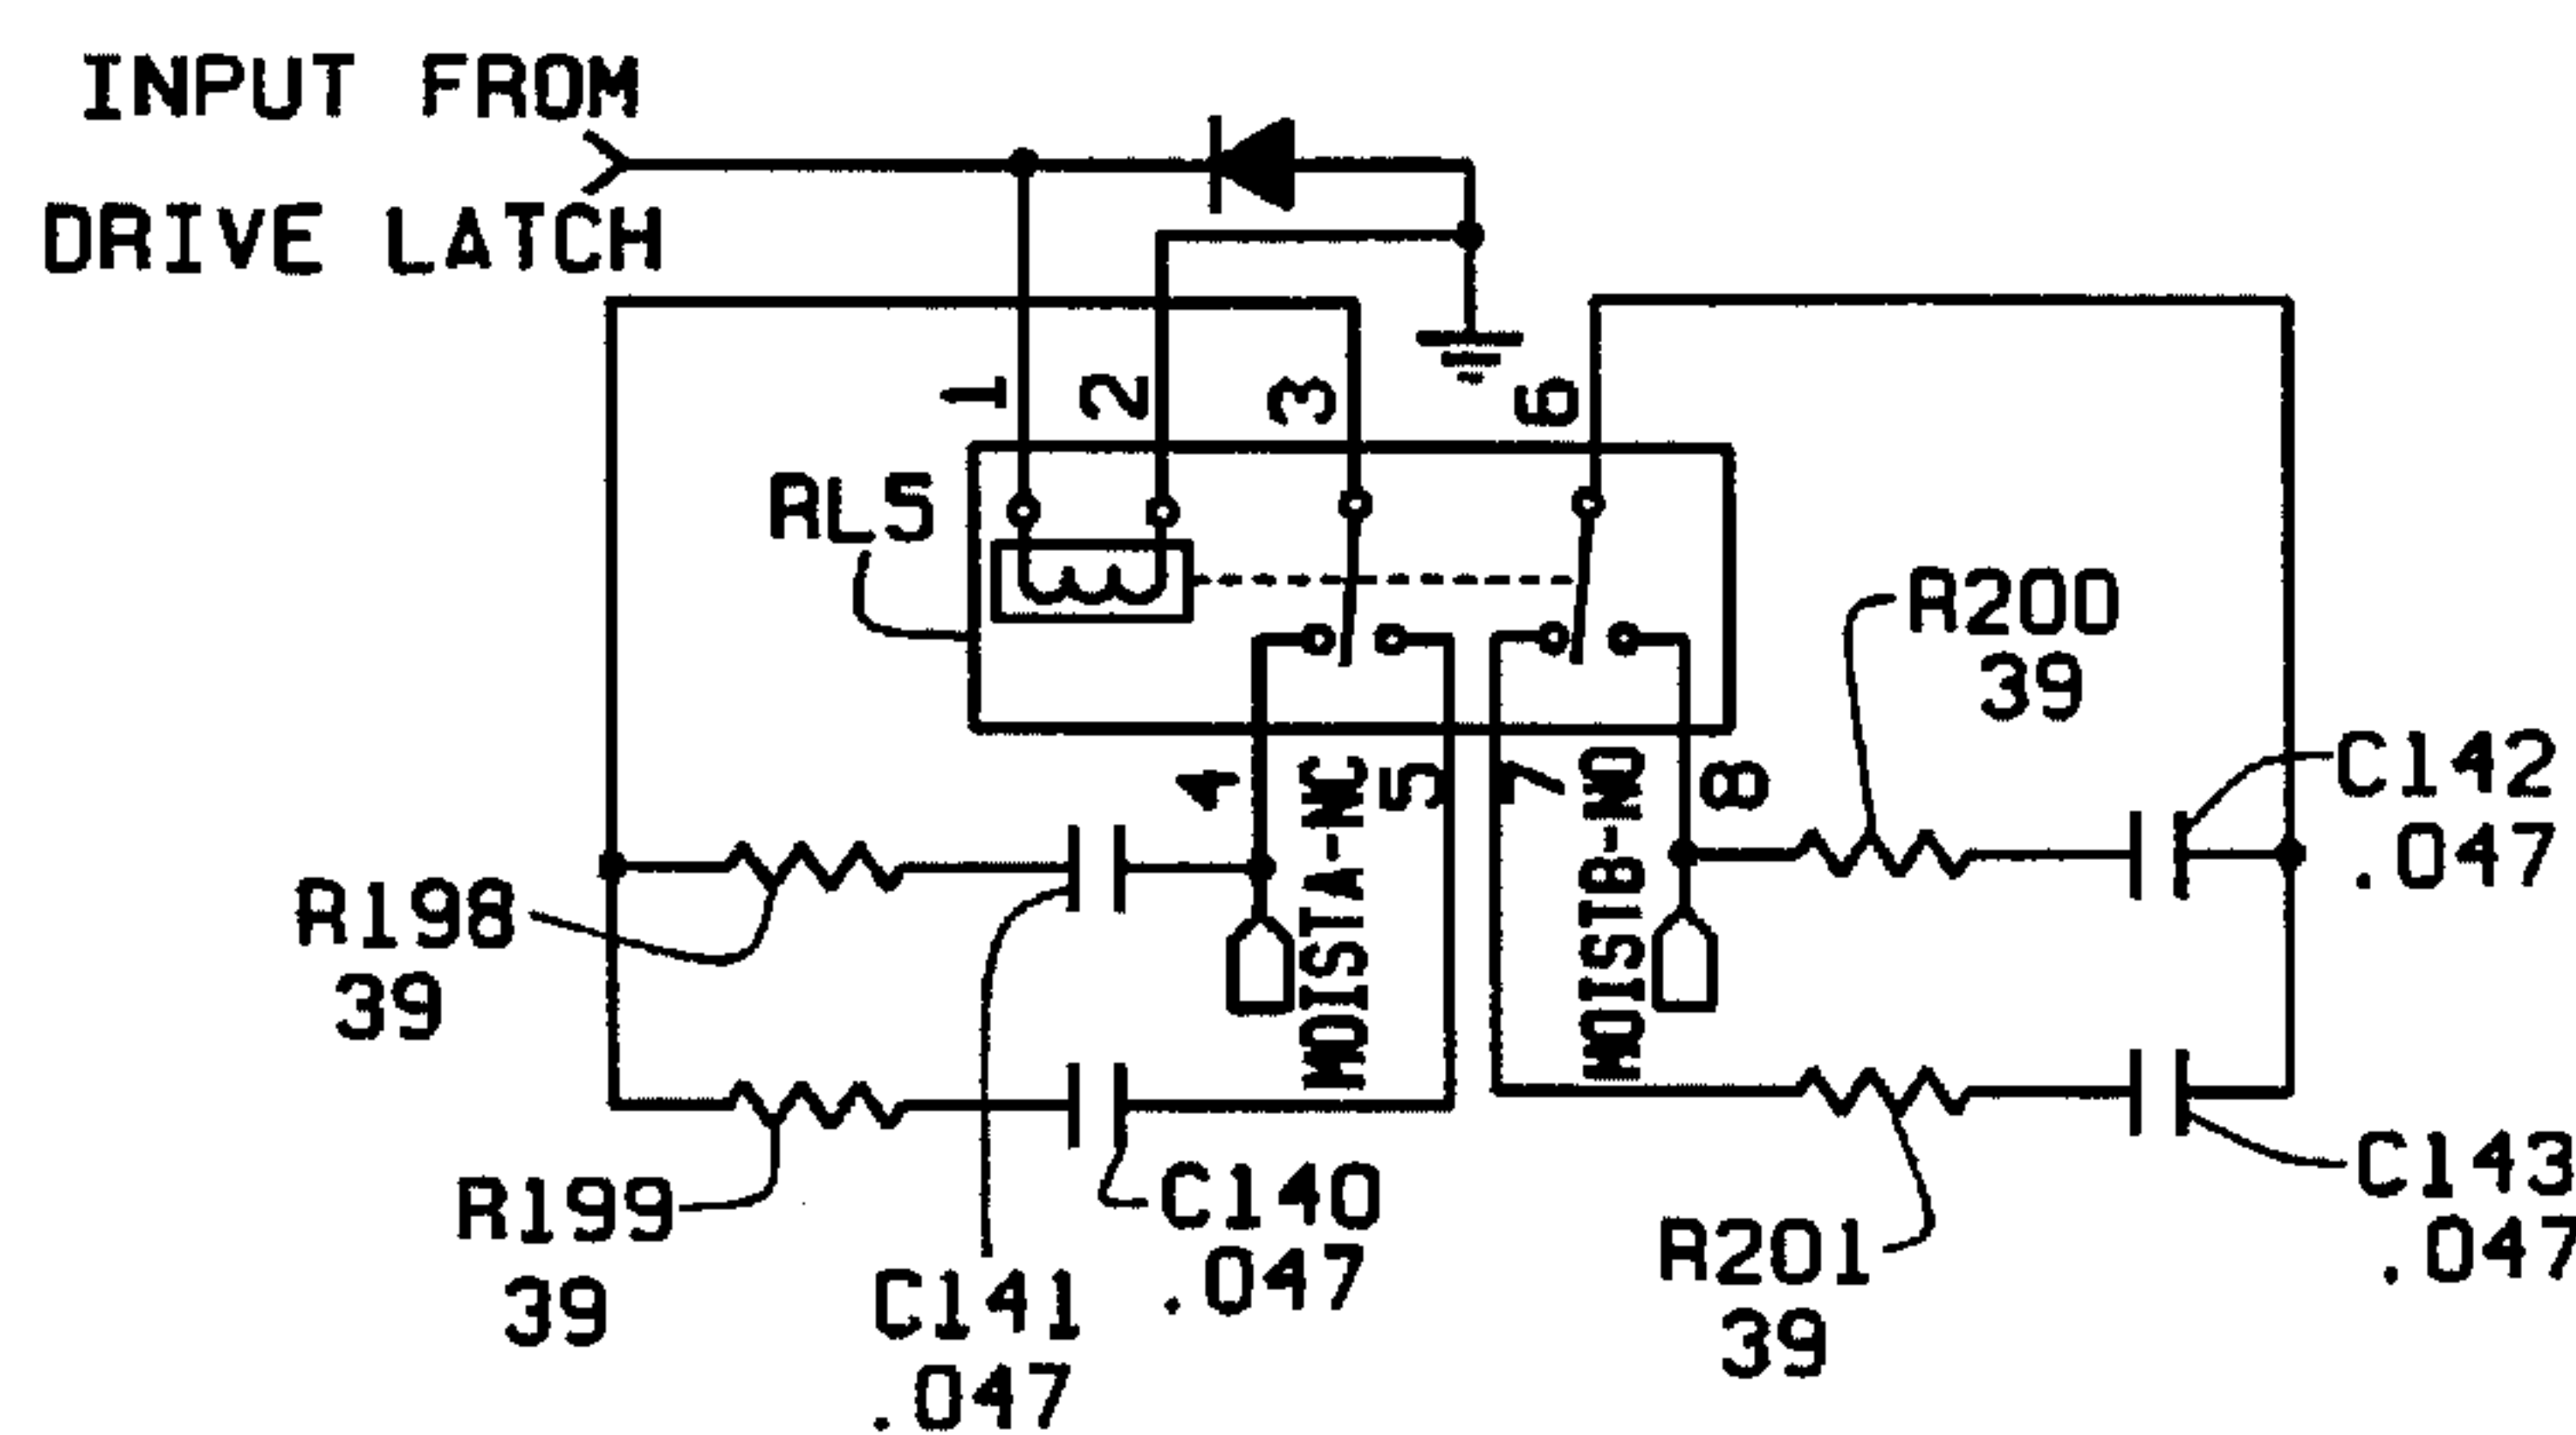 INPUT FROM
DRIVE LATCH
1
2
3
6
RL5
R200
39
C142
.047
4
MOISTA-NC
5
7
MOISTB-NO
8
R198
39
R199
39
C140
.047
C141
.047
C143
.047
R201
39